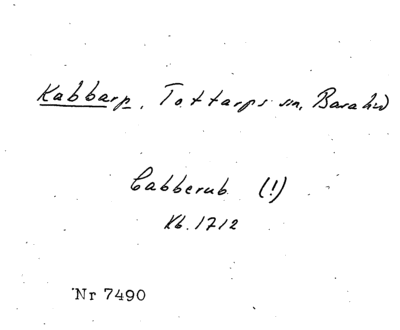 Kabbarp, Tottarps sn, Bara hd
Cabberub (!)
Kb. 1712
Nr 7490